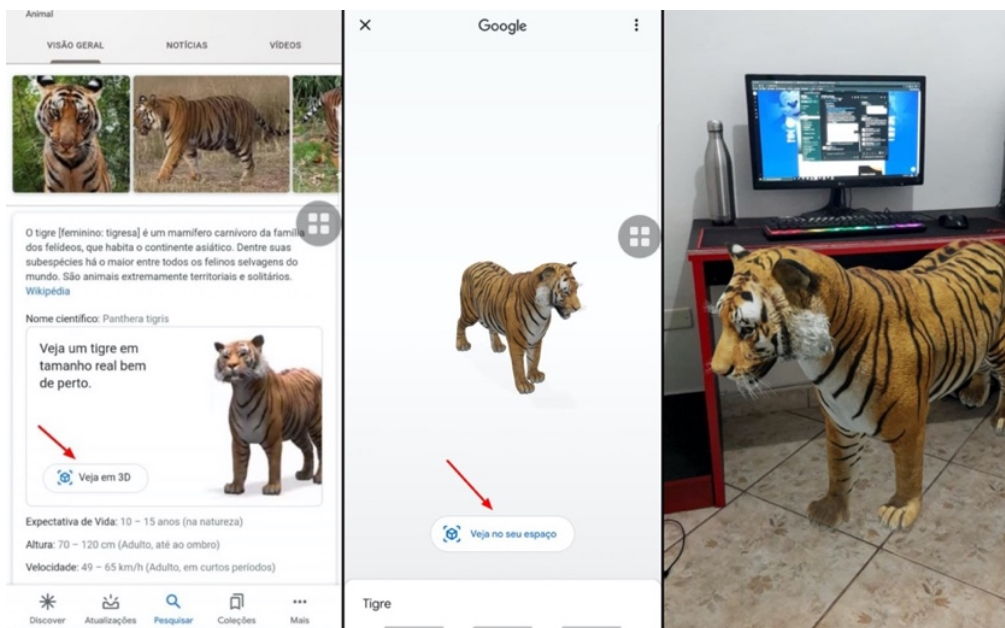 Animal
VISÃO GERAL
NOTÍCIAS
VÍDEOS
O tigre [feminino: tigresa] é um mamífero carnívoro da família
dos felídeos, que habita o continente asiático. Dentre suas
subespécies há o maior entre todos os felinos selvagens do
mundo. São animais extremamente territoriais e solitários.
Wikipédia
Nome científico: Panthera tigris
Veja um tigre em
tamanho real bem
de perto.
Veja em 3D
Expectativa de Vida: 10 – 15 anos (na natureza)
Altura: 70 – 120 cm (Adulto, até ao ombro)
Velocidade: 49 – 65 km/h (Adulto, em curtos períodos)
Discover
Atualizações
Pesquisar
Coleções
Mais
Google
Veja no seu espaço
Tigre